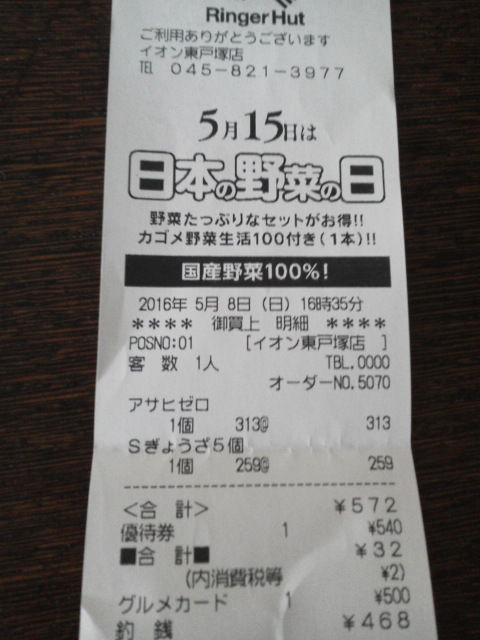 RingerHut
ご利用ありがとうございます
イオン東戸塚店
TEL 045-821-3977
5月15日は
日本の野菜の日
野菜たっぷりなセットがお得!!
カゴメ野菜生活100付き(1本)!!
国産野菜100%!
2016年 5月 8日(日) 16時35分
**** 御買上 明細 ****
POSNO:01 [イオン東戸塚店 ]
客 数 1人 TBL.0000
オーダーNO.5070
アサヒゼロ
1個 313@ 313
Sぎょうざ5個
1個 259@ 259
<合 計> ¥572
優待券 1 ¥540
■合 計■ ¥32
(内消費税等 ¥2)
グルメカード 1 ¥500
釣 銭 ¥468